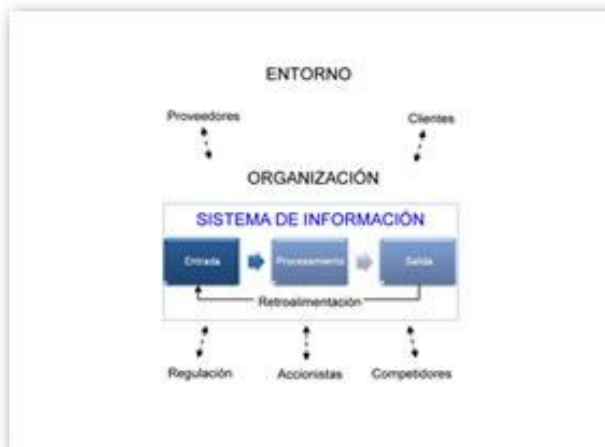 ENTORNO
Proveedores Clientes
ORGANIZACIÓN
SISTEMA DE INFORMACIÓN
Entrada Procesamiento Salida
Retroalimentación
Regulación Accionistas Competidores